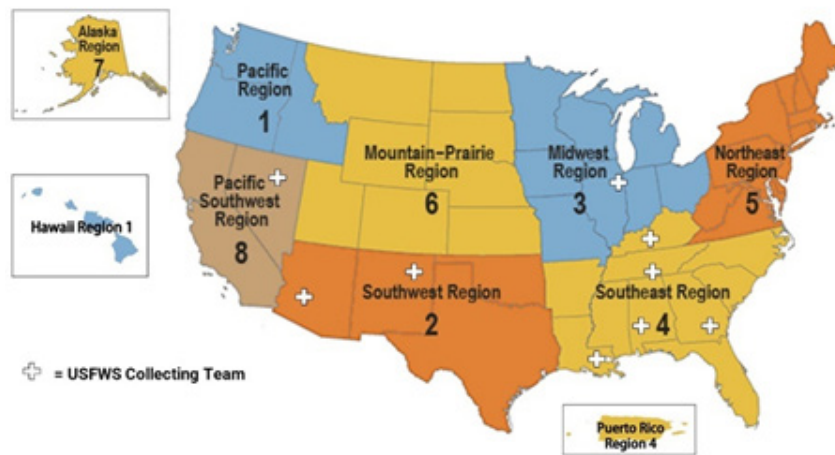 Alaska
Region
7
Pacific
Region
1
Mountain-Prairie
Region
6
Midwest
Region
3
Northeast
Region
5
Pacific
Southwest
Region
8
Hawaii Region 1
Southwest Region
2
Southeast Region
4
= USFWS Collecting Team
Puerto Rico
Region 4